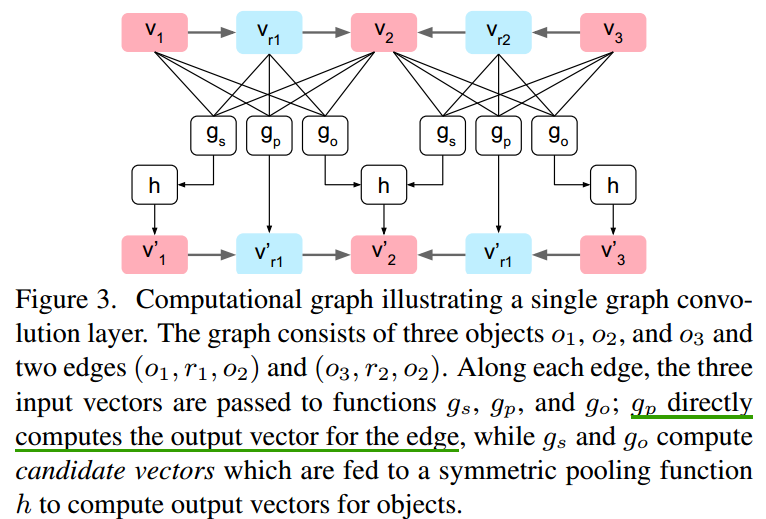 v1 vr1 v2 vr2 v3
gs gp go gs gp go
h h h
v'1 v'r1 v'2 v'r1 v'3
Figure 3. Computational graph illustrating a single graph convo-
lution layer. The graph consists of three objects o1, o2, and o3 and
two edges (o1, r1, o2) and (o3, r2, o2). Along each edge, the three
input vectors are passed to functions gs, gp, and go; gp directly
computes the output vector for the edge, while gs and go compute
candidate vectors which are fed to a symmetric pooling function
h to compute output vectors for objects.